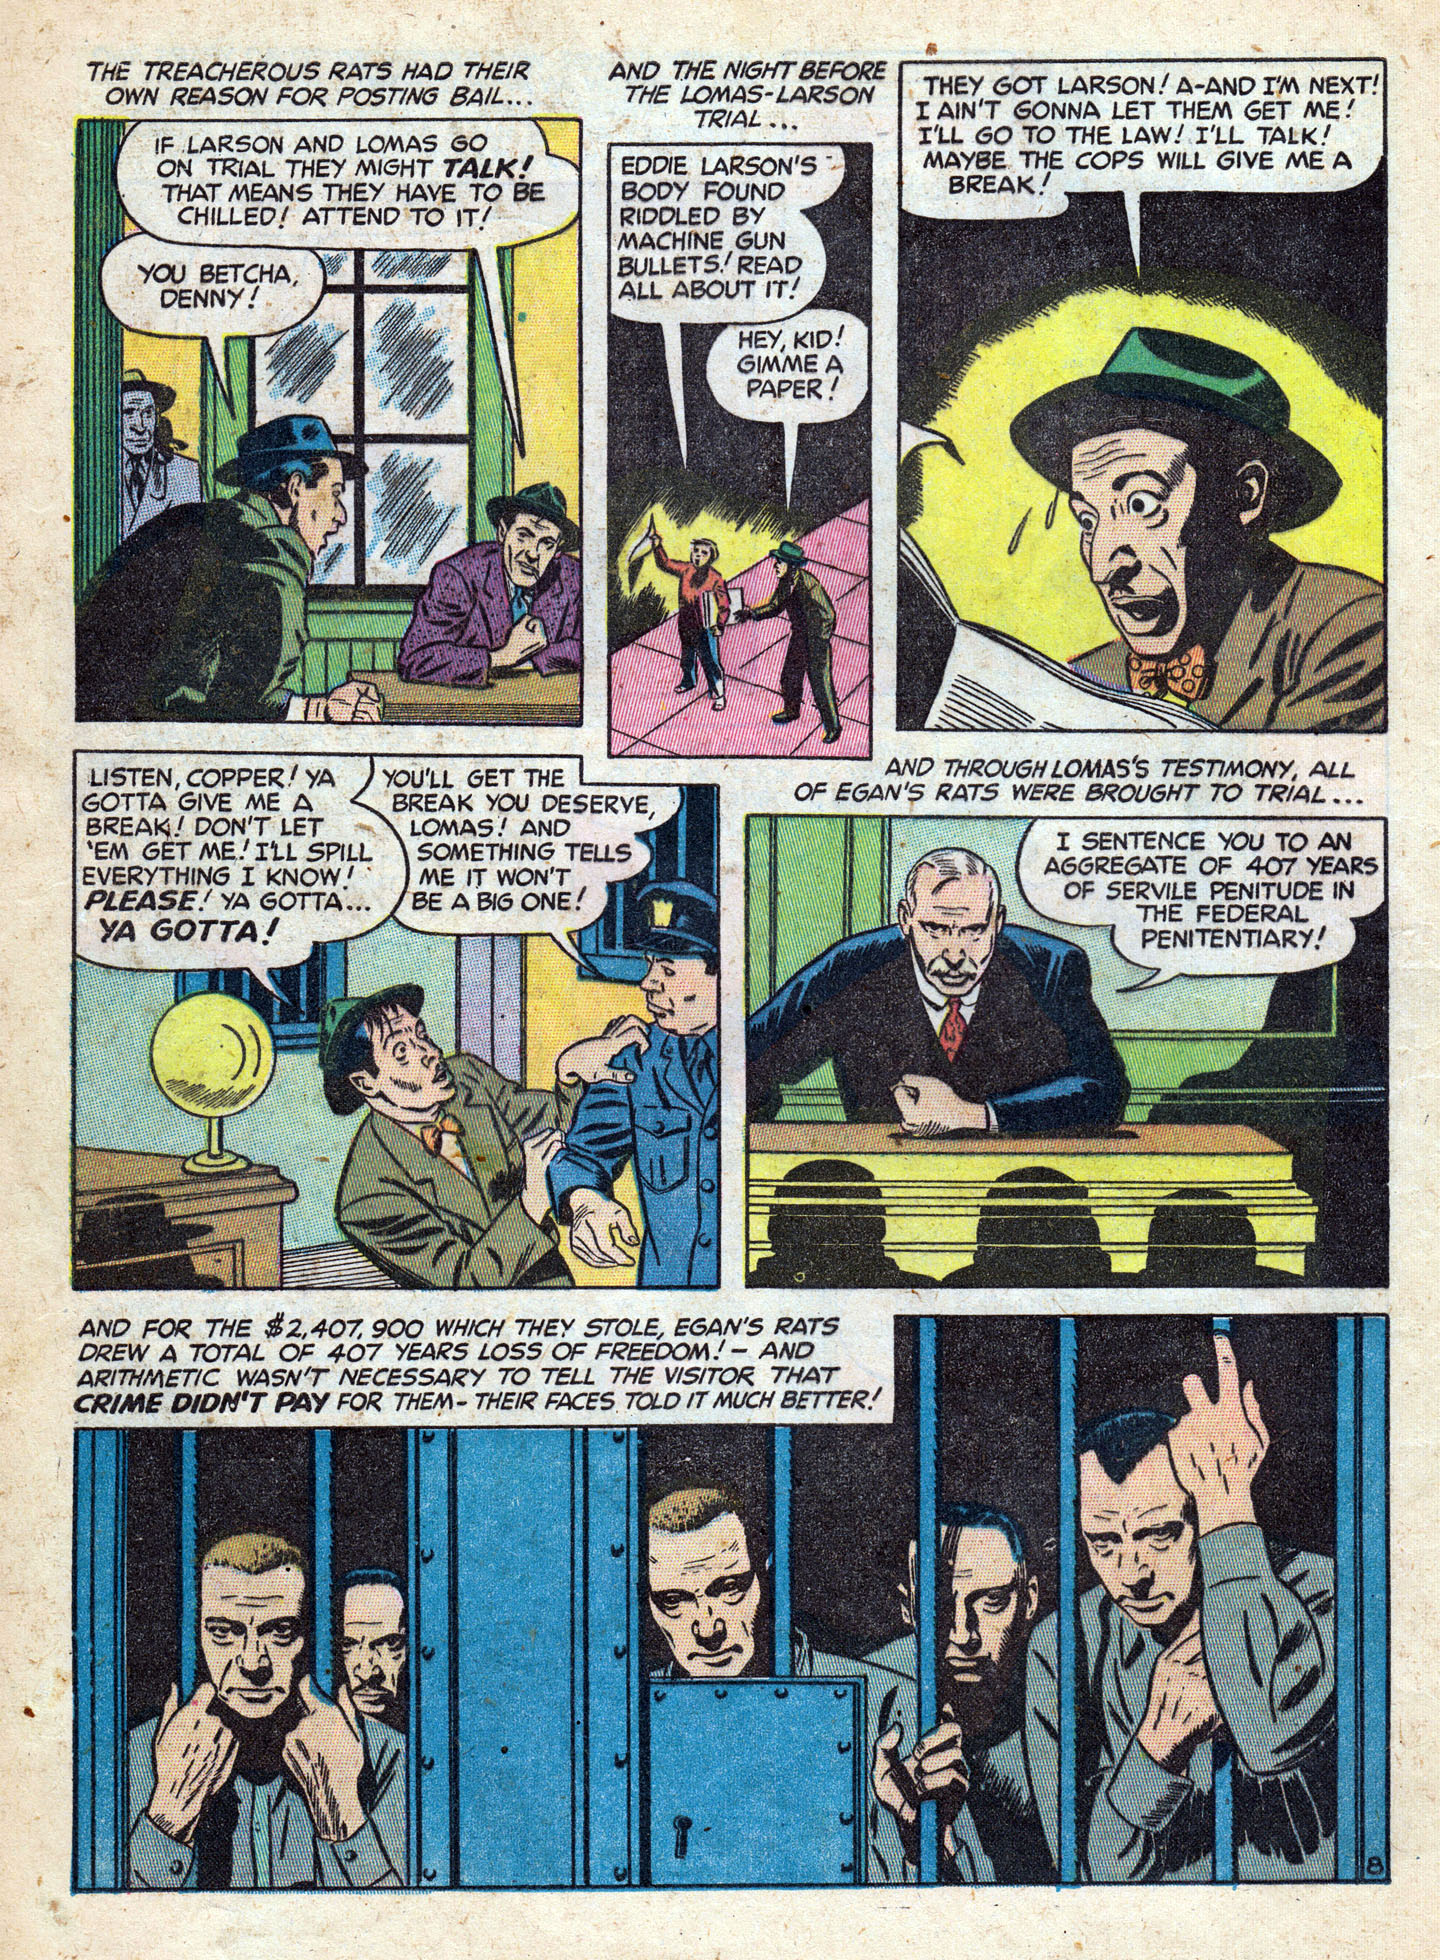 THE TREACHEROUS RATS HAD THEIR
OWN REASON FOR POSTING BAIL...
IF LARSON AND LOMAS GO
ON TRIAL THEY MIGHT TALK!
THAT MEANS THEY HAVE TO BE
CHILLED! ATTEND TO IT!
YOU BETCHA,
DENNY!
AND THE NIGHT BEFORE
THE LOMAS-LARSON
TRIAL...
EDDIE LARSON'S
BODY FOUND
RIDDLED BY
MACHINE GUN
BULLETS! READ
ALL ABOUT IT!
HEY, KID!
GIMME A
PAPER!
THEY GOT LARSON! A-AND I'M NEXT!
I AIN'T GONNA LET THEM GET ME!
I'LL GO TO THE LAW! I'LL TALK!
MAYBE THE COPS WILL GIVE ME A
BREAK!
LISTEN, COPPER! YA
GOTTA GIVE ME A
BREAK! DON'T LET
'EM GET ME! I'LL SPILL
EVERYTHING I KNOW!
PLEASE! YA GOTTA...
YA GOTTA!
YOU'LL GET THE
BREAK YOU DESERVE,
LOMAS! AND
SOMETHING TELLS
ME IT WON'T
BE A BIG ONE!
AND THROUGH LOMAS'S TESTIMONY, ALL
OF EGAN'S RATS WERE BROUGHT TO TRIAL...
I SENTENCE YOU TO AN
AGGREGATE OF 407 YEARS
OF SERVILE PENITUDE IN
THE FEDERAL
PENITENTIARY!
AND FOR THE $2,407,900 WHICH THEY STOLE, EGAN'S RATS
DREW A TOTAL OF 407 YEARS LOSS OF FREEDOM! - AND
ARITHMETIC WASN'T NECESSARY TO TELL THE VISITOR THAT
CRIME DIDN'T PAY FOR THEM - THEIR FACES TOLD IT MUCH BETTER!
8